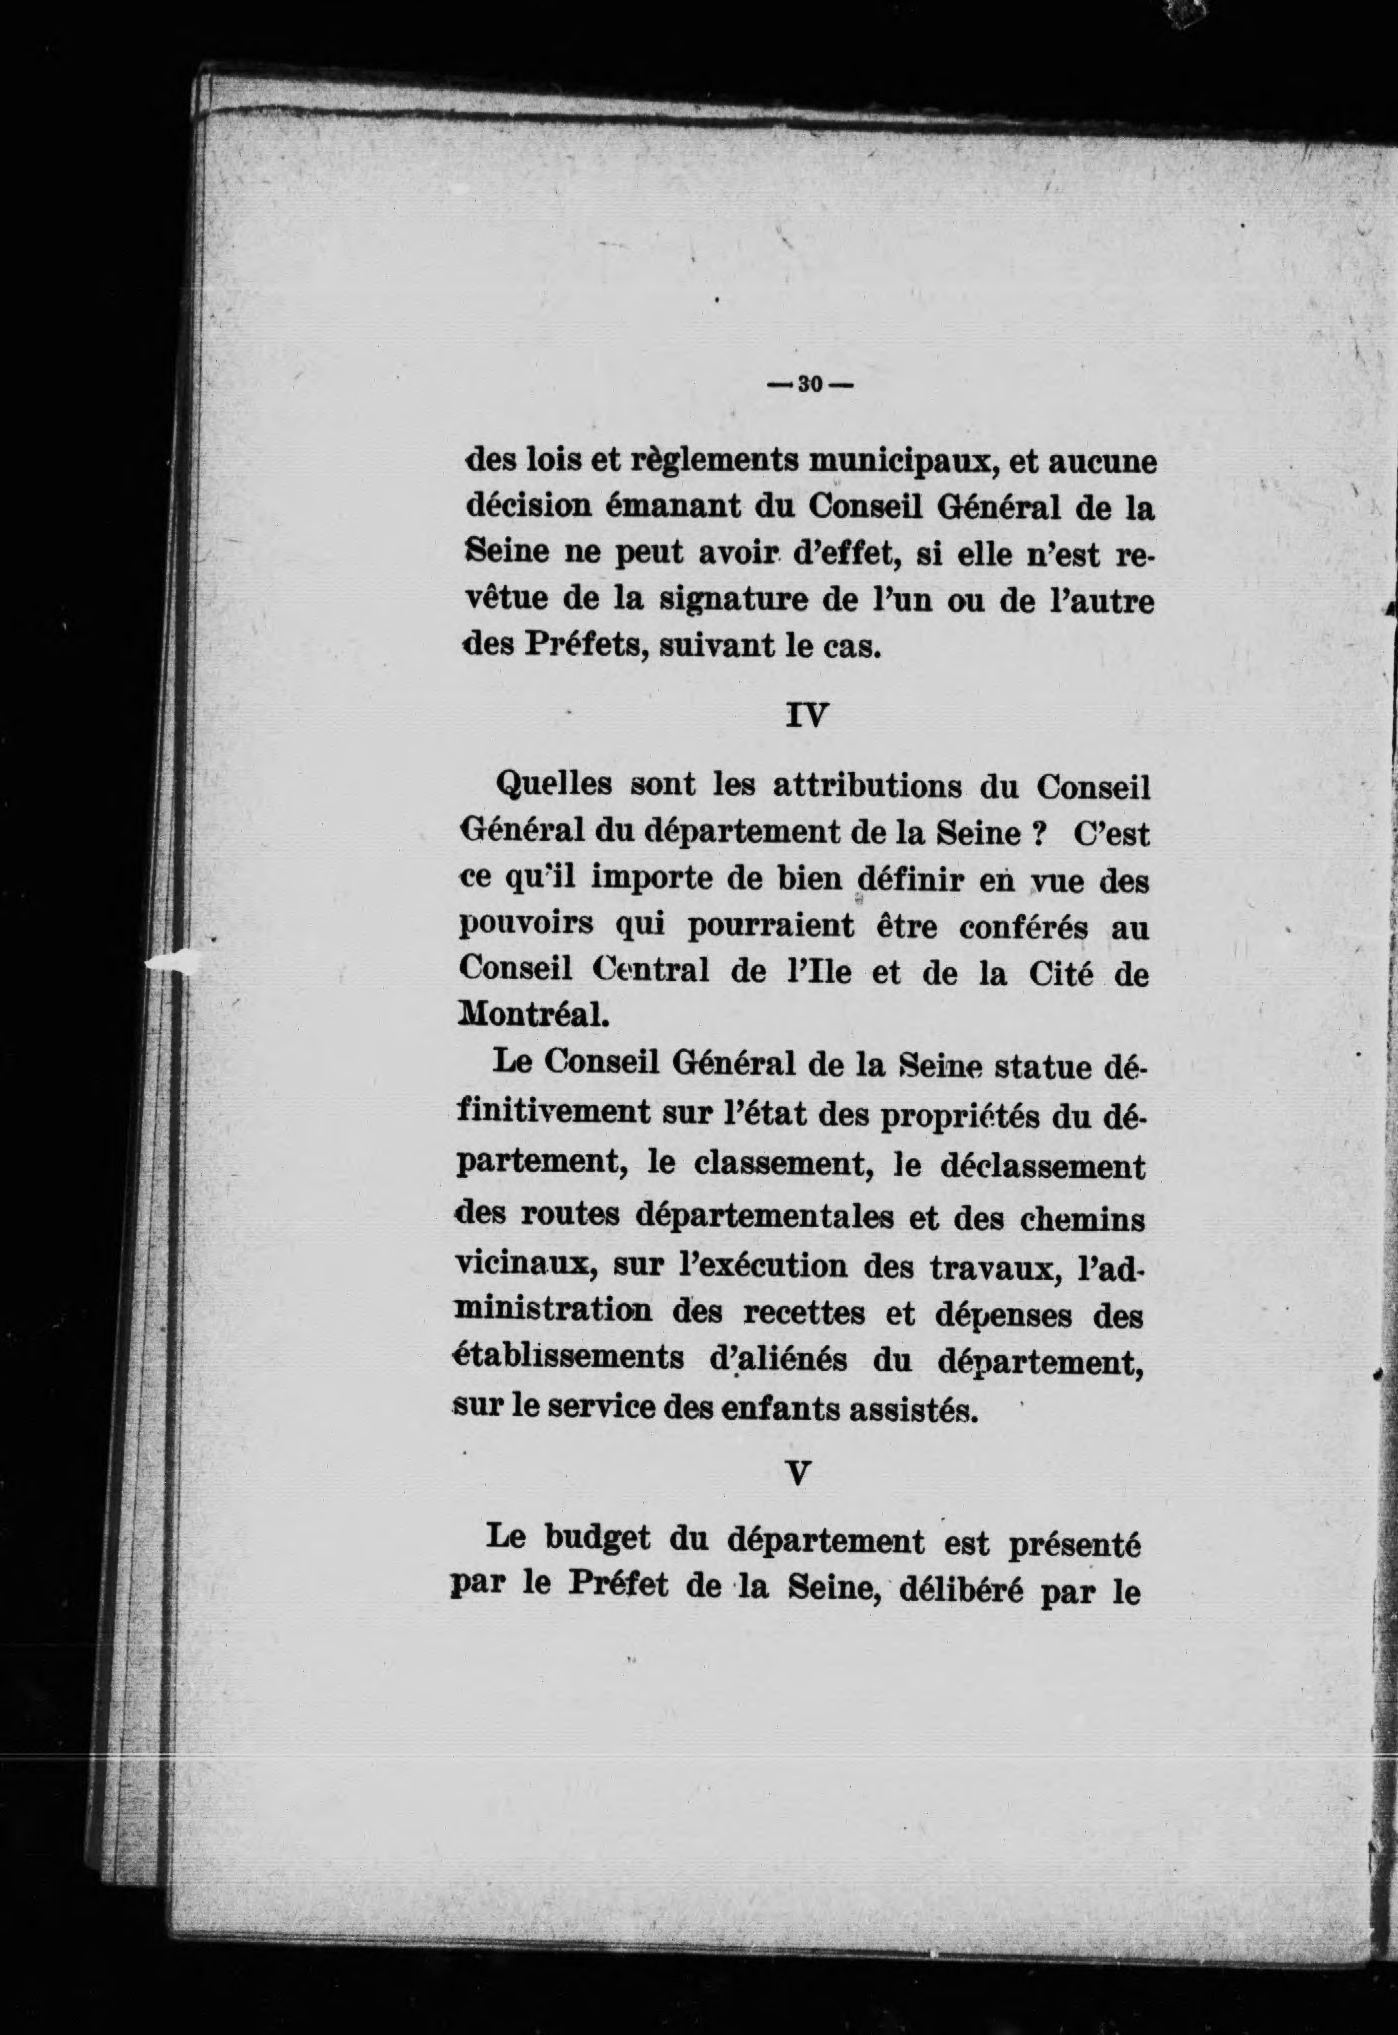 — 30 —
des lois et règlements municipaux, et aucune
décision émanant du Conseil Général de la
Seine ne peut avoir d'effet, si elle n'est re-
vêtue de la signature de l'un ou de l'autre
des Préfets, suivant le cas.
IV
Quelles sont les attributions du Conseil
Général du département de la Seine ? C'est
ce qu'il importe de bien définir en vue des
pouvoirs qui pourraient être conférés au
Conseil Central de l'Ile et de la Cité de
Montréal.
Le Conseil Général de la Seine statue dé-
finitivement sur l'état des propriétés du dé-
partement, le classement, le déclassement
des routes départementales et des chemins
vicinaux, sur l'exécution des travaux, l'ad-
ministration des recettes et dépenses des
établissements d'aliénés du département,
sur le service des enfants assistés.
V
Le budget du département est présenté
par le Préfet de la Seine, délibéré par le